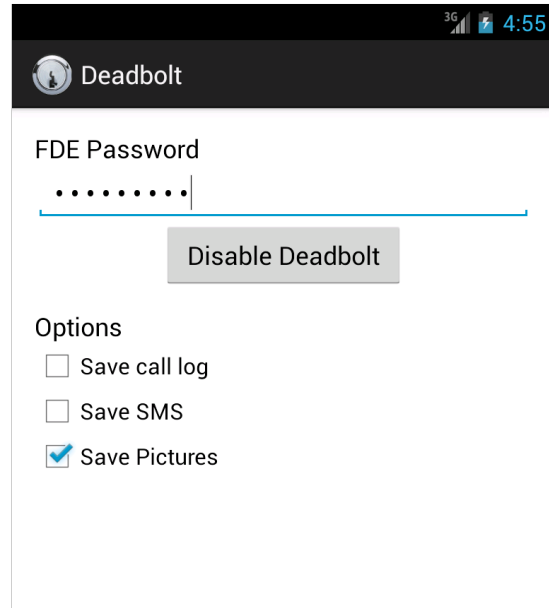 3G 4:55
Deadbolt
FDE Password
•••••••••
Disable Deadbolt
Options
Save call log
Save SMS
Save Pictures